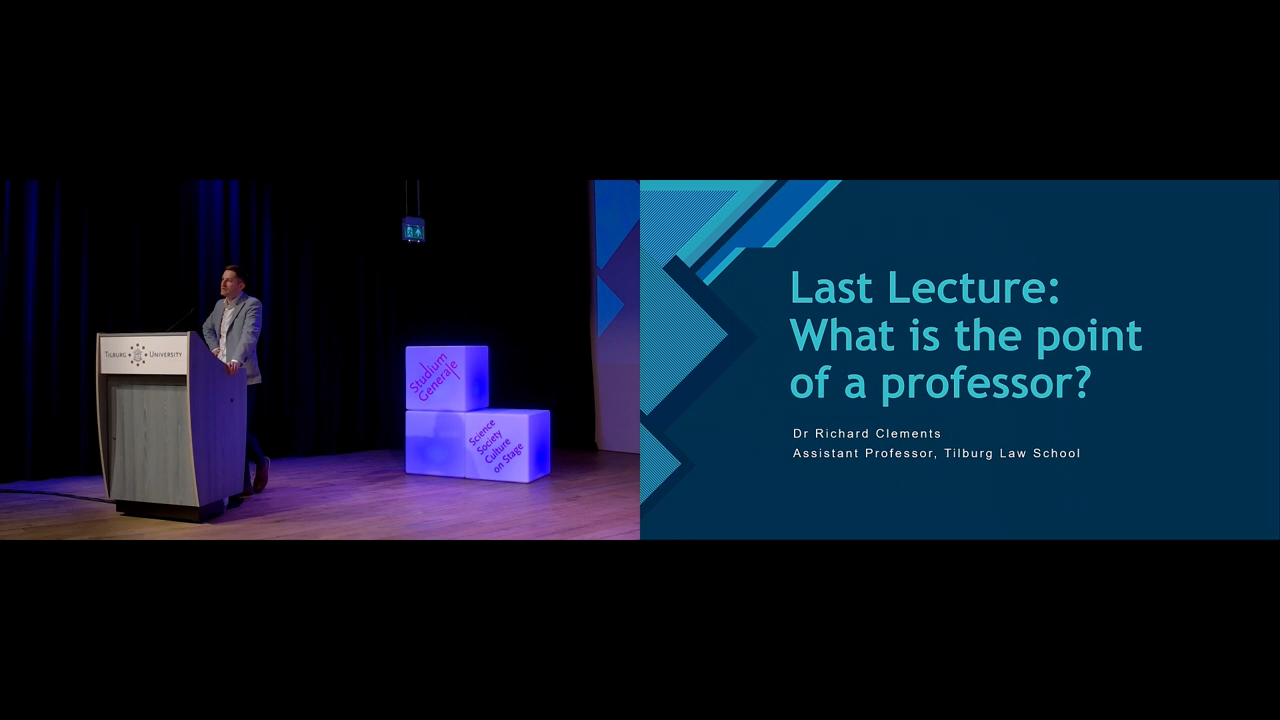 TILBURG UNIVERSITY
Studium
Generale
Science
Society
Culture
on Stage
Last Lecture:
What is the point
of a professor?
Dr Richard Clements
Assistant Professor, Tilburg Law School